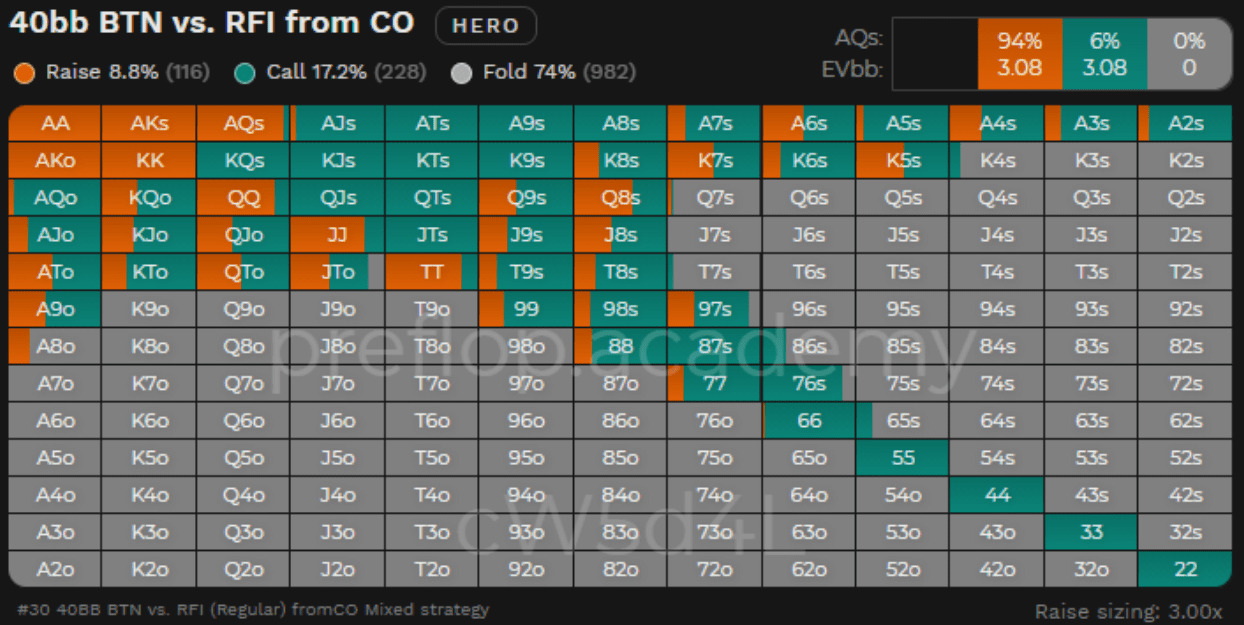 40bb BTN vs. RFI from CO HERO
Raise 8.8% (116) Call 17.2% (228) Fold 74% (982)
AQs: 94% 6% 0%
EVbb: 3.08 3.08 0
AA AKs AQs AJs ATs A9s A8s A7s A6s A5s A4s A3s A2s
AKo KK KQs KJs KTs K9s K8s K7s K6s K5s K4s K3s K2s
AQo KQo QQ QJs QTs Q9s Q8s Q7s Q6s Q5s Q4s Q3s Q2s
AJo KJo QJo JJ JTs J9s J8s J7s J6s J5s J4s J3s J2s
ATo KTo QTo JTo TT T9s T8s T7s T6s T5s T4s T3s T2s
A9o K9o Q9o J9o T9o 99 98s 97s 96s 95s 94s 93s 92s
A8o K8o Q8o J8o T8o 98o 88 87s 86s 85s 84s 83s 82s
preflop.academy
A7o K7o Q7o J7o T7o 97o 87o 77 76s 75s 74s 73s 72s
A6o K6o Q6o J6o T6o 96o 86o 76o 66 65s 64s 63s 62s
A5o K5o Q5o J5o T5o 95o 85o 75o 65o 55 54s 53s 52s
A4o K4o Q4o J4o T4o 94o 84o 74o 64o 54o 44 43s 42s
A3o K3o Q3o J3o T3o 93o 83o 73o 63o 53o 43o 33 32s
cW5d4L
A2o K2o Q2o J2o T2o 92o 82o 72o 62o 52o 42o 32o 22
#30 40BB BTN vs. RFI (Regular) fromCO Mixed strategy
Raise sizing: 3.00x